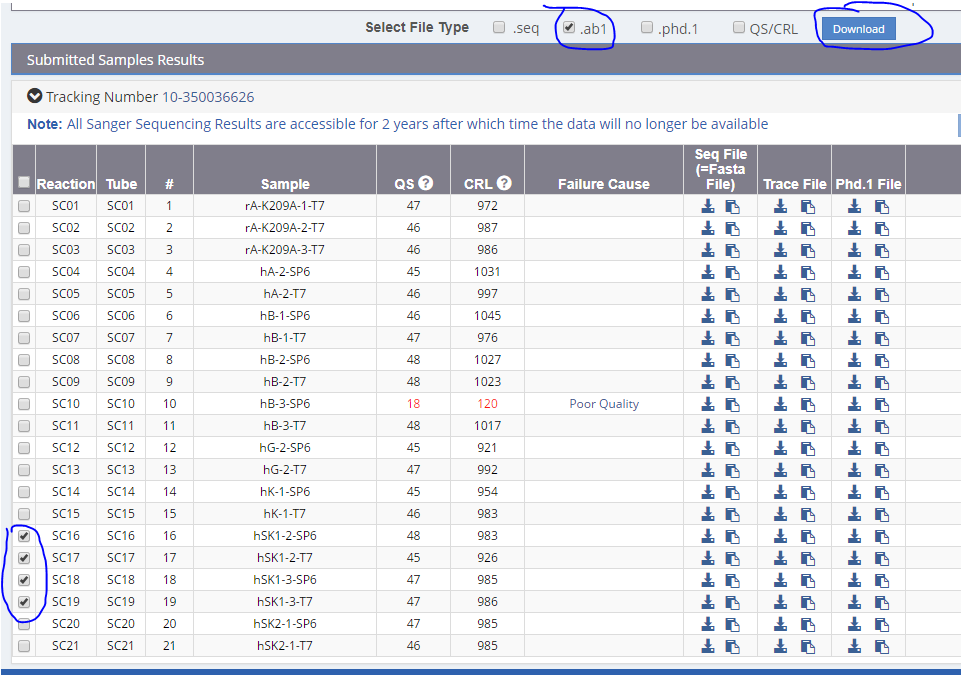 Select File Type .seq .ab1 .phd.1 QS/CRL Download
Submitted Samples Results
Tracking Number 10-350036626
Note: All Sanger Sequencing Results are accessible for 2 years after which time the data will no longer be available
Reaction Tube # Sample QS ? CRL ? Failure Cause Seq File (=Fasta File) Trace File Phd.1 File
SC01 SC01 1 rA-K209A-1-T7 47 972
SC02 SC02 2 rA-K209A-2-T7 46 987
SC03 SC03 3 rA-K209A-3-T7 46 986
SC04 SC04 4 hA-2-SP6 45 1031
SC05 SC05 5 hA-2-T7 46 997
SC06 SC06 6 hB-1-SP6 46 1045
SC07 SC07 7 hB-1-T7 47 976
SC08 SC08 8 hB-2-SP6 48 1027
SC09 SC09 9 hB-2-T7 48 1023
SC10 SC10 10 hB-3-SP6 18 120 Poor Quality
SC11 SC11 11 hB-3-T7 48 1017
SC12 SC12 12 hG-2-SP6 45 921
SC13 SC13 13 hG-2-T7 47 992
SC14 SC14 14 hK-1-SP6 45 954
SC15 SC15 15 hK-1-T7 46 983
SC16 SC16 16 hSK1-2-SP6 48 983
SC17 SC17 17 hSK1-2-T7 45 926
SC18 SC18 18 hSK1-3-SP6 47 985
SC19 SC19 19 hSK1-3-T7 47 986
SC20 SC20 20 hSK2-1-SP6 47 985
SC21 SC21 21 hSK2-1-T7 46 985